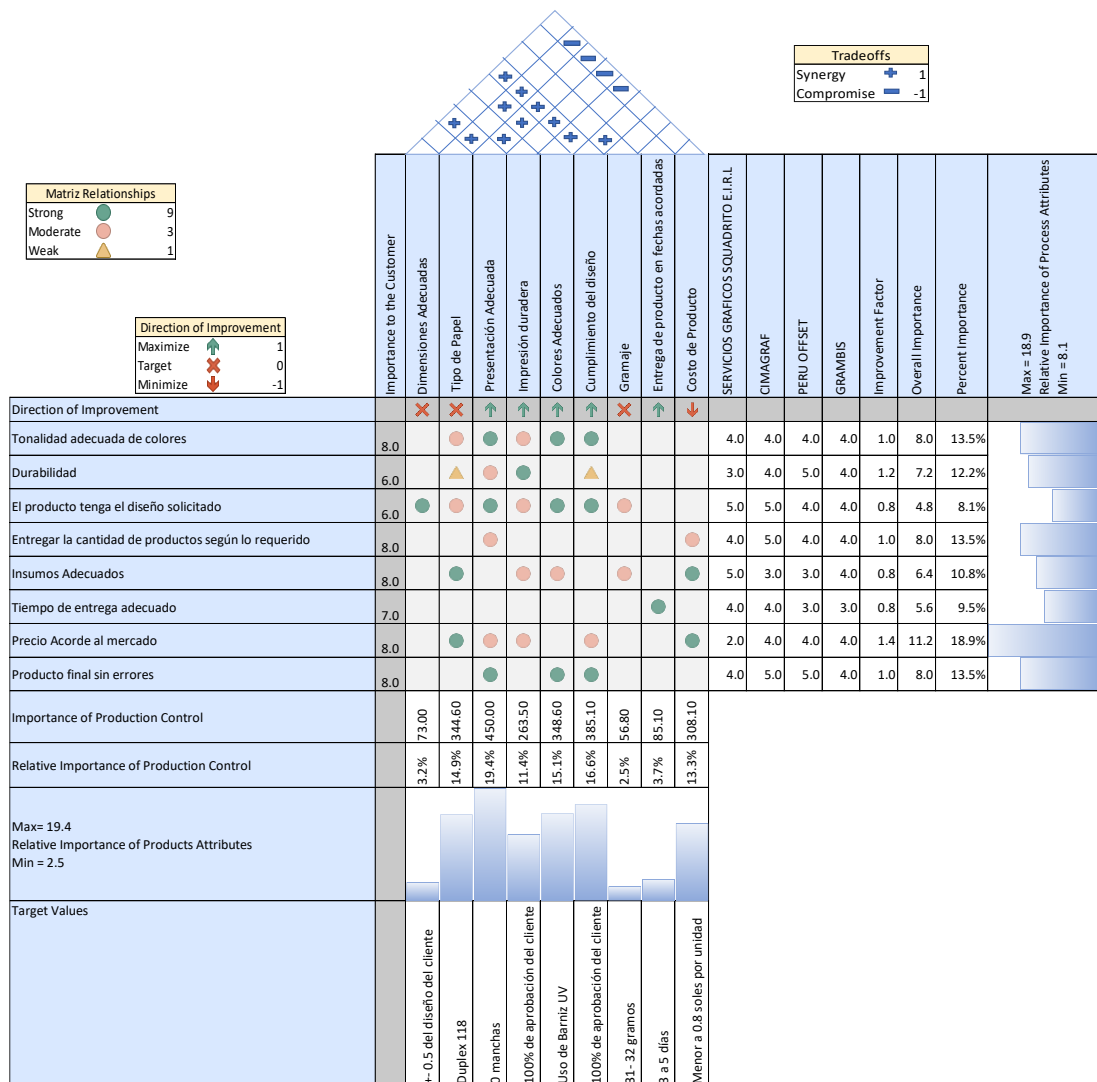 Tradeoffs
Synergy 1
Compromise -1
Matriz Relationships
Strong 9
Moderate 3
Weak 1
Direction of Improvement
Maximize 1
Target 0
Minimize -1
Importance to the Customer
Dimensiones Adecuadas
Tipo de Papel
Presentación Adecuada
Impresión duradera
Colores Adecuados
Cumplimiento del diseño
Gramaje
Entrega de producto en fechas acordadas
Costo de Producto
SERVICIOS GRAFICOS SQUADRITO E.I.R.L
CIMAGRAF
PERU OFFSET
GRAMBIS
Improvement Factor
Overall Importance
Percent Importance
Max = 18.9
Relative Importance of Process Attributes
Min = 8.1
Direction of Improvement
Tonalidad adecuada de colores 8.0 4.0 4.0 4.0 4.0 1.0 8.0 13.5%
Durabilidad 6.0 3.0 4.0 5.0 4.0 1.2 7.2 12.2%
El producto tenga el diseño solicitado 6.0 5.0 5.0 4.0 4.0 0.8 4.8 8.1%
Entregar la cantidad de productos según lo requerido 8.0 4.0 5.0 4.0 4.0 1.0 8.0 13.5%
Insumos Adecuados 8.0 5.0 3.0 3.0 4.0 0.8 6.4 10.8%
Tiempo de entrega adecuado 7.0 4.0 4.0 3.0 3.0 0.8 5.6 9.5%
Precio Acorde al mercado 8.0 2.0 4.0 4.0 4.0 1.4 11.2 18.9%
Producto final sin errores 8.0 4.0 5.0 5.0 4.0 1.0 8.0 13.5%
Importance of Production Control 73.00 344.60 450.00 263.50 348.60 385.10 56.80 85.10 308.10
Relative Importance of Production Control 3.2% 14.9% 19.4% 11.4% 15.1% 16.6% 2.5% 3.7% 13.3%
Max= 19.4
Relative Importance of Products Attributes
Min = 2.5
Target Values
+- 0.5 del diseño del cliente
Duplex 118
0 manchas
100% de aprobación del cliente
Uso de Barniz UV
100% de aprobación del cliente
31- 32 gramos
3 a 5 días
Menor a 0.8 soles por unidad